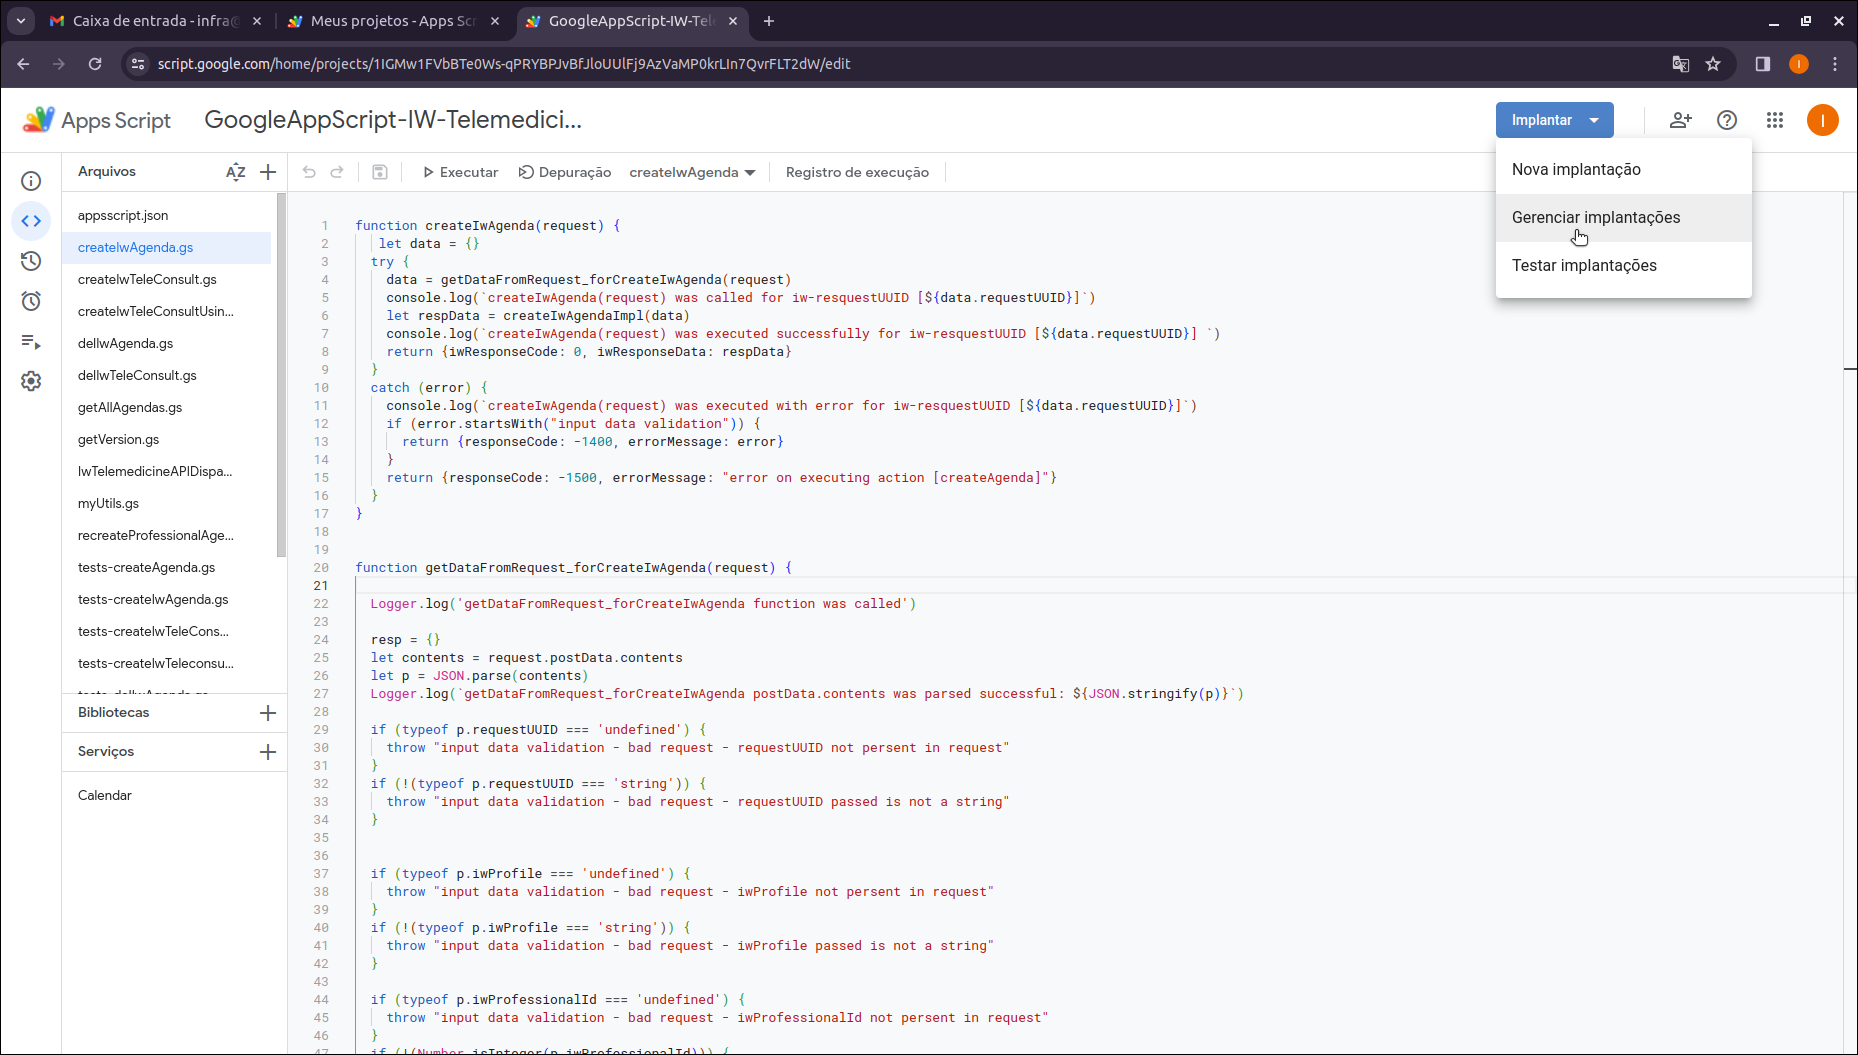 Caixa de entrada - infra@
Meus projetos - Apps Scr
GoogleAppScript-IW-Tele
script.google.com/home/projects/1IGMw1FVbBTe0Ws-qPRYBPJvBfJloUUlFj9AzVaMP0krLIn7QvrFLT2dW/edit
I
Apps Script
GoogleAppScript-IW-Telemedici...
Implantar
I
Nova implantação
Gerenciar implantações
Testar implantações
Arquivos
AZ
Executar
Depuração
createIwAgenda
Registro de execução
appsscript.json
createIwAgenda.gs
createIwTeleConsult.gs
createIwTeleConsultUsin...
delIwAgenda.gs
delIwTeleConsult.gs
getAllAgendas.gs
getVersion.gs
IwTelemedicineAPIDispa...
myUtils.gs
recreateProfessionalAge...
tests-createAgenda.gs
tests-createIwAgenda.gs
tests-createIwTeleCons...
tests-createIwTeleconsu...
tests-delIwAgenda.gs
Bibliotecas
Serviços
Calendar
1 function createIwAgenda(request) {
2 let data = {}
3 try {
4 data = getDataFromRequest_forCreateIwAgenda(request)
5 console.log(`createIwAgenda(request) was called for iw-resquestUUID [${data.requestUUID}]`)
6 let respData = createIwAgendaImpl(data)
7 console.log(`createIwAgenda(request) was executed successfully for iw-resquestUUID [${data.requestUUID}] `)
8 return {iwResponseCode: 0, iwResponseData: respData}
9 }
10 catch (error) {
11 console.log(`createIwAgenda(request) was executed with error for iw-resquestUUID [${data.requestUUID}]`)
12 if (error.startsWith("input data validation")) {
13 return {responseCode: -1400, errorMessage: error}
14 }
15 return {responseCode: -1500, errorMessage: "error on executing action [createAgenda]"}
16 }
17 }
18
19
20 function getDataFromRequest_forCreateIwAgenda(request) {
21
22 Logger.log('getDataFromRequest_forCreateIwAgenda function was called')
23
24 resp = {}
25 let contents = request.postData.contents
26 let p = JSON.parse(contents)
27 Logger.log(`getDataFromRequest_forCreateIwAgenda postData.contents was parsed successful: ${JSON.stringify(p)}`)
28
29 if (typeof p.requestUUID === 'undefined') {
30 throw "input data validation - bad request - requestUUID not persent in request"
31 }
32 if (!(typeof p.requestUUID === 'string')) {
33 throw "input data validation - bad request - requestUUID passed is not a string"
34 }
35
36
37 if (typeof p.iwProfile === 'undefined') {
38 throw "input data validation - bad request - iwProfile not persent in request"
39 }
40 if (!(typeof p.iwProfile === 'string')) {
41 throw "input data validation - bad request - iwProfile passed is not a string"
42 }
43
44 if (typeof p.iwProfessionalId === 'undefined') {
45 throw "input data validation - bad request - iwProfessionalId not persent in request"
46 }
47 if (!(Number.isInteger(p.iwProfessionalId))) {